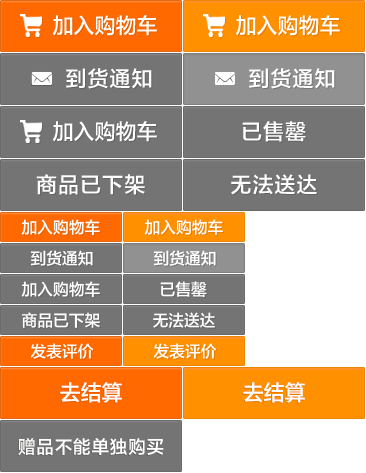 加入购物车 加入购物车
到货通知 到货通知
加入购物车 已售罄
商品已下架 无法送达
加入购物车 加入购物车
到货通知 到货通知
加入购物车 已售罄
商品已下架 无法送达
发表评价 发表评价
去结算 去结算
赠品不能单独购买